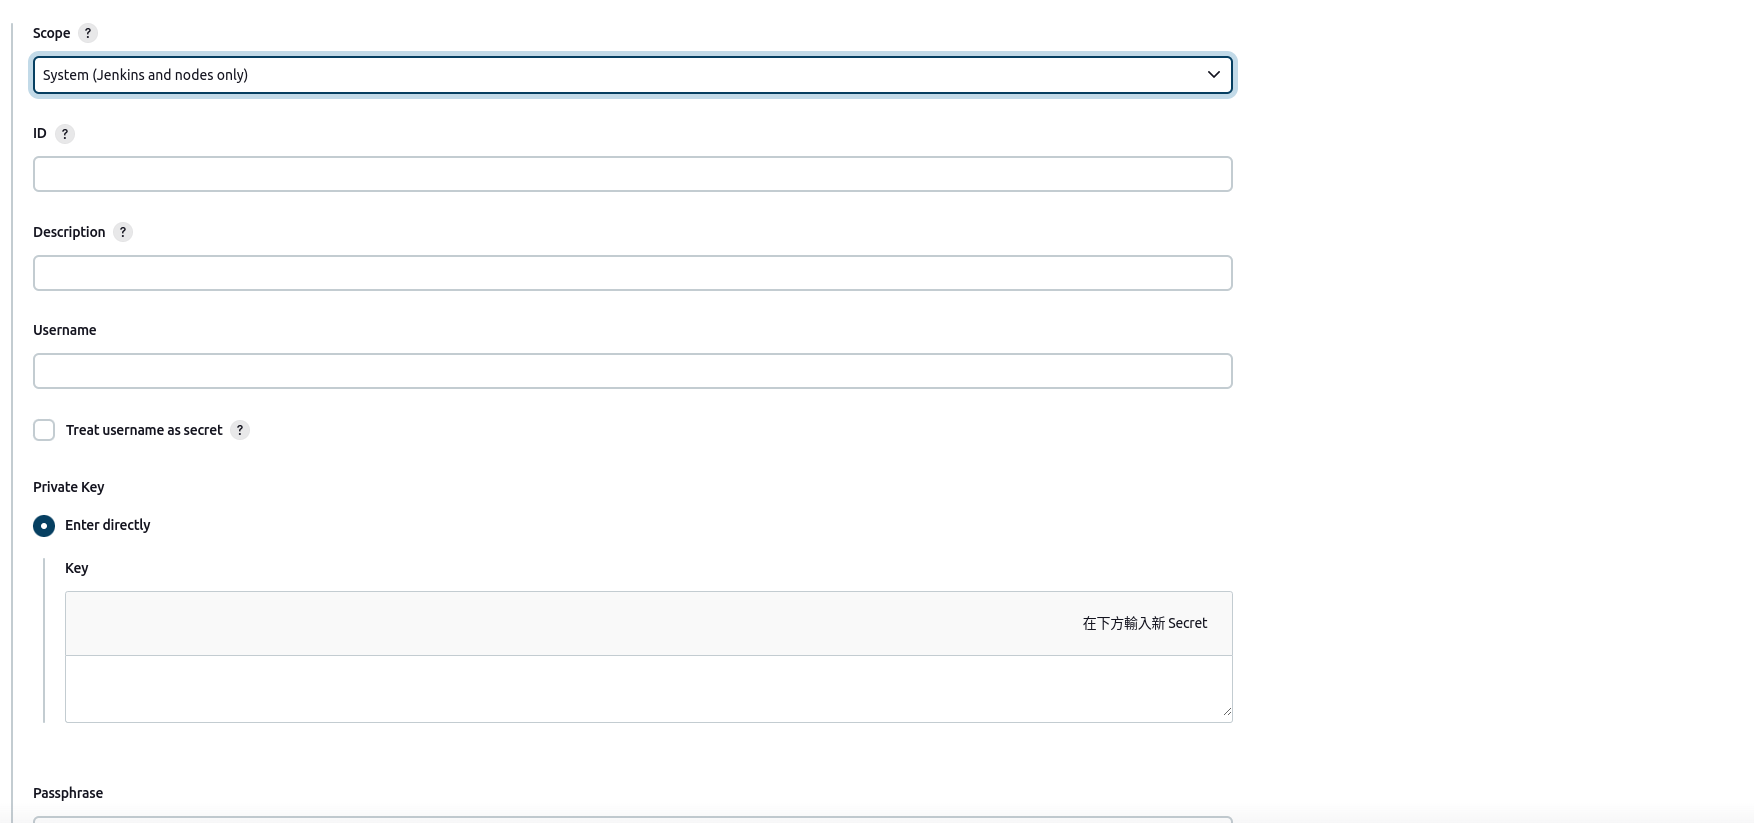 Scope ?
System (Jenkins and nodes only)
ID ?
Description ?
Username
Treat username as secret ?
Private Key
Enter directly
Key
在下方輸入新 Secret
Passphrase